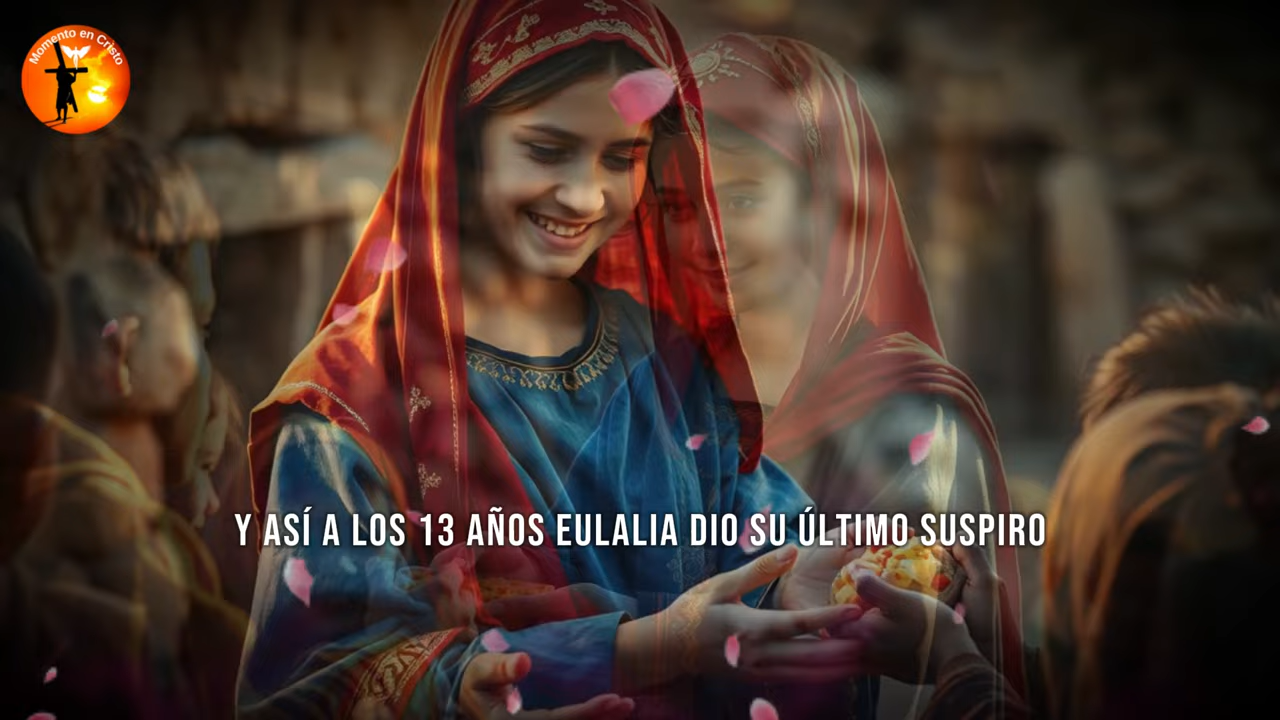 Momento en Cristo
Y ASÍ A LOS 13 AÑOS EULALIA DIO SU ÚLTIMO SUSPIRO